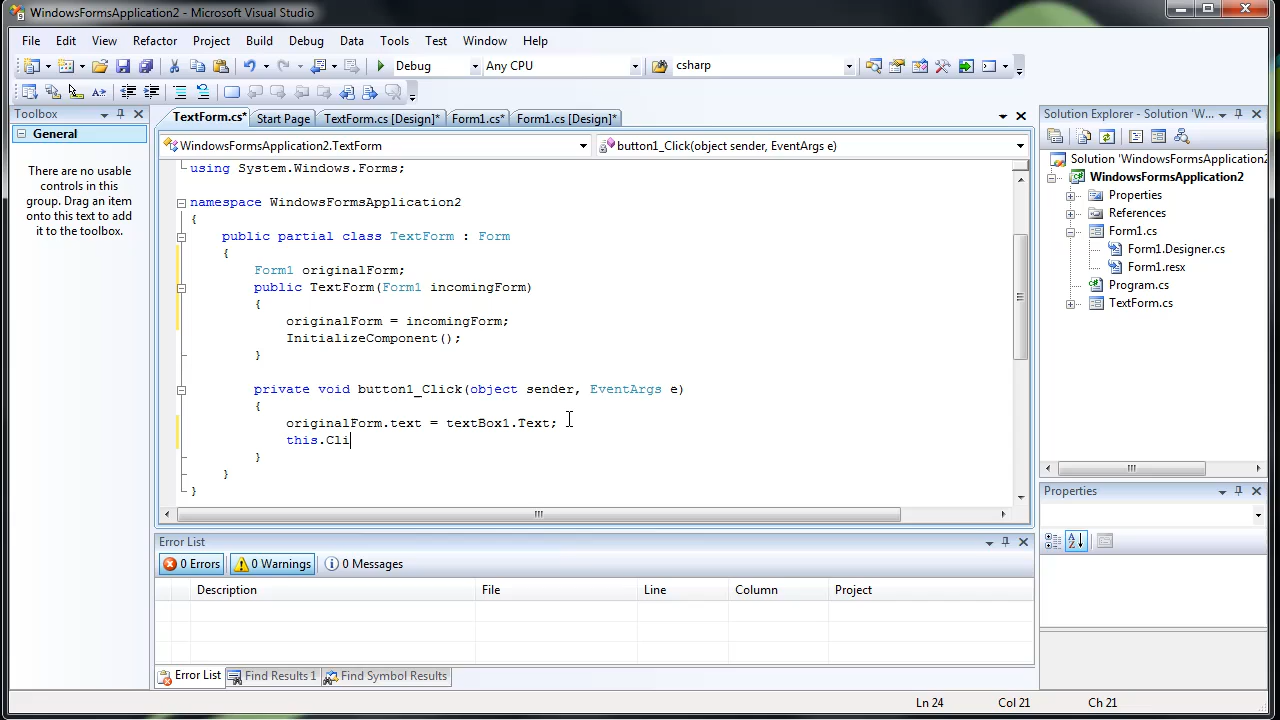 WindowsFormsApplication2 - Microsoft Visual Studio
File Edit View Refactor Project Build Debug Data Tools Test Window Help
Debug Any CPU csharp
Toolbox
General
There are no usable
controls in this
group. Drag an item
onto this text to add
it to the toolbox.
TextForm.cs* Start Page TextForm.cs [Design]* Form1.cs* Form1.cs [Design]*
WindowsFormsApplication2.TextForm button1_Click(object sender, EventArgs e)
using System.Windows.Forms;
namespace WindowsFormsApplication2
{
public partial class TextForm : Form
{
Form1 originalForm;
public TextForm(Form1 incomingForm)
{
originalForm = incomingForm;
InitializeComponent();
}
private void button1_Click(object sender, EventArgs e)
{
originalForm.text = textBox1.Text;
this.Cli
}
}
}
Solution Explorer - Solution 'W...
Solution 'WindowsFormsApplication2
WindowsFormsApplication2
Properties
References
Form1.cs
Form1.Designer.cs
Form1.resx
Program.cs
TextForm.cs
Properties
Error List
0 Errors 0 Warnings 0 Messages
Description File Line Column Project
Error List Find Results 1 Find Symbol Results
Ln 24 Col 21 Ch 21